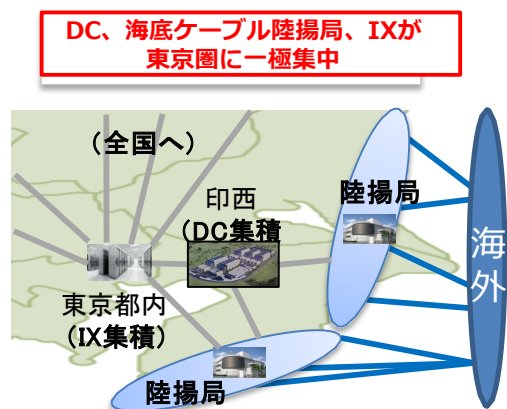 DC、海底ケーブル陸揚局、IXが
東京圏に一極集中
（全国へ）
印西
（DC集積
陸揚局
海外
東京都内
（IX集積）
陸揚局